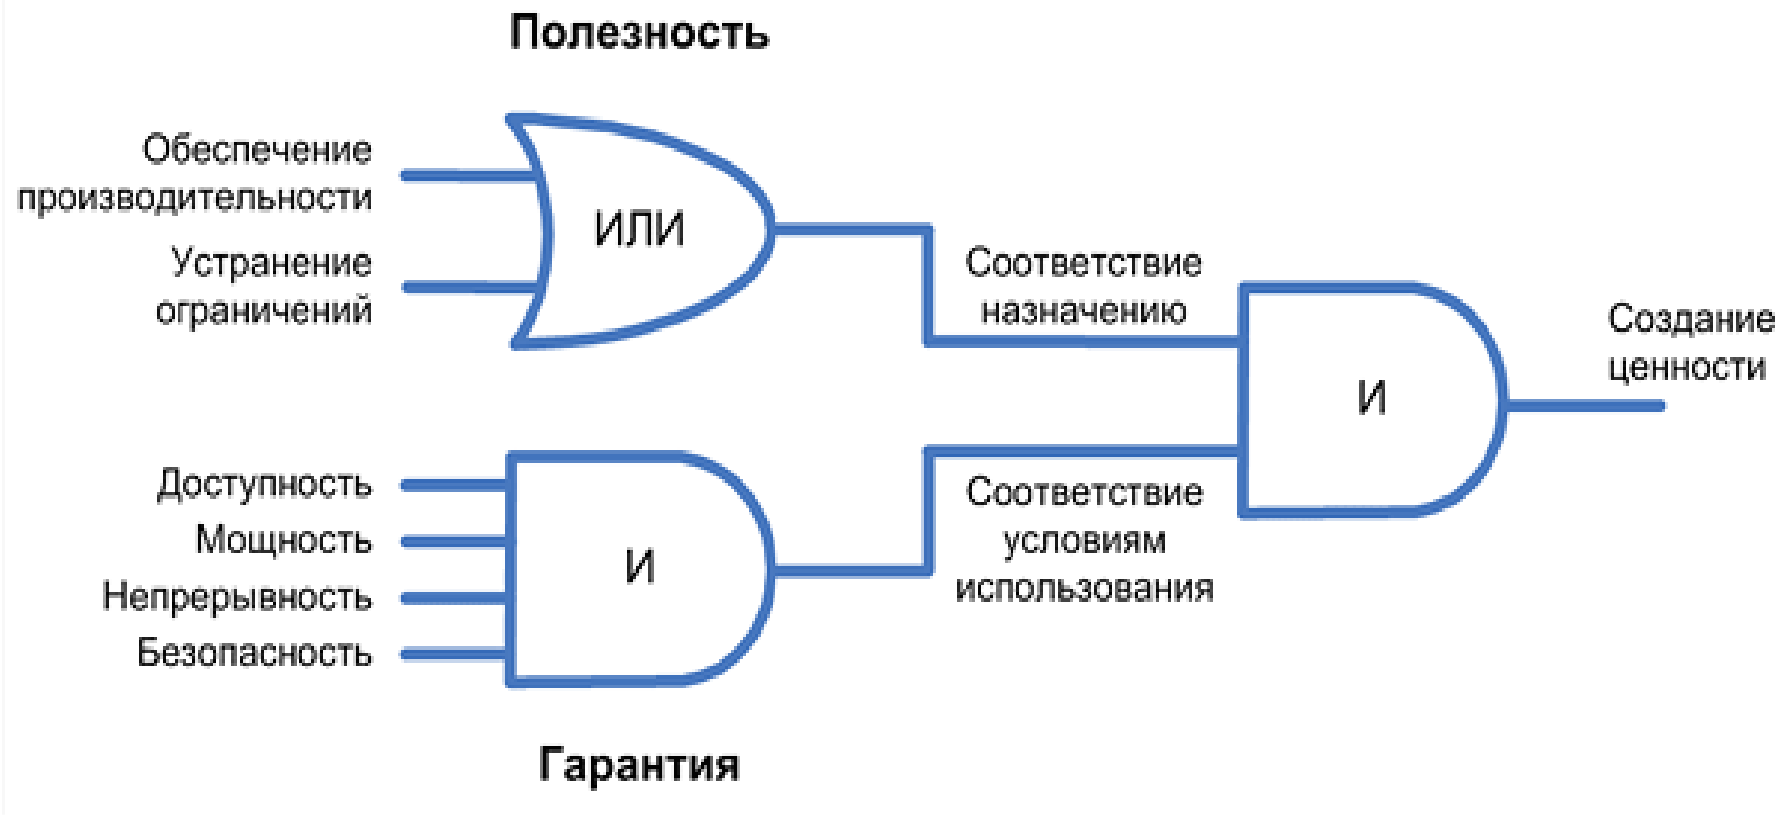 Полезность
Обеспечение
производительности
Устранение
ограничений
ИЛИ
Соответствие
назначению
Доступность
Мощность
Непрерывность
Безопасность
И
Соответствие
условиям
использования
И
Создание
ценности
Гарантия